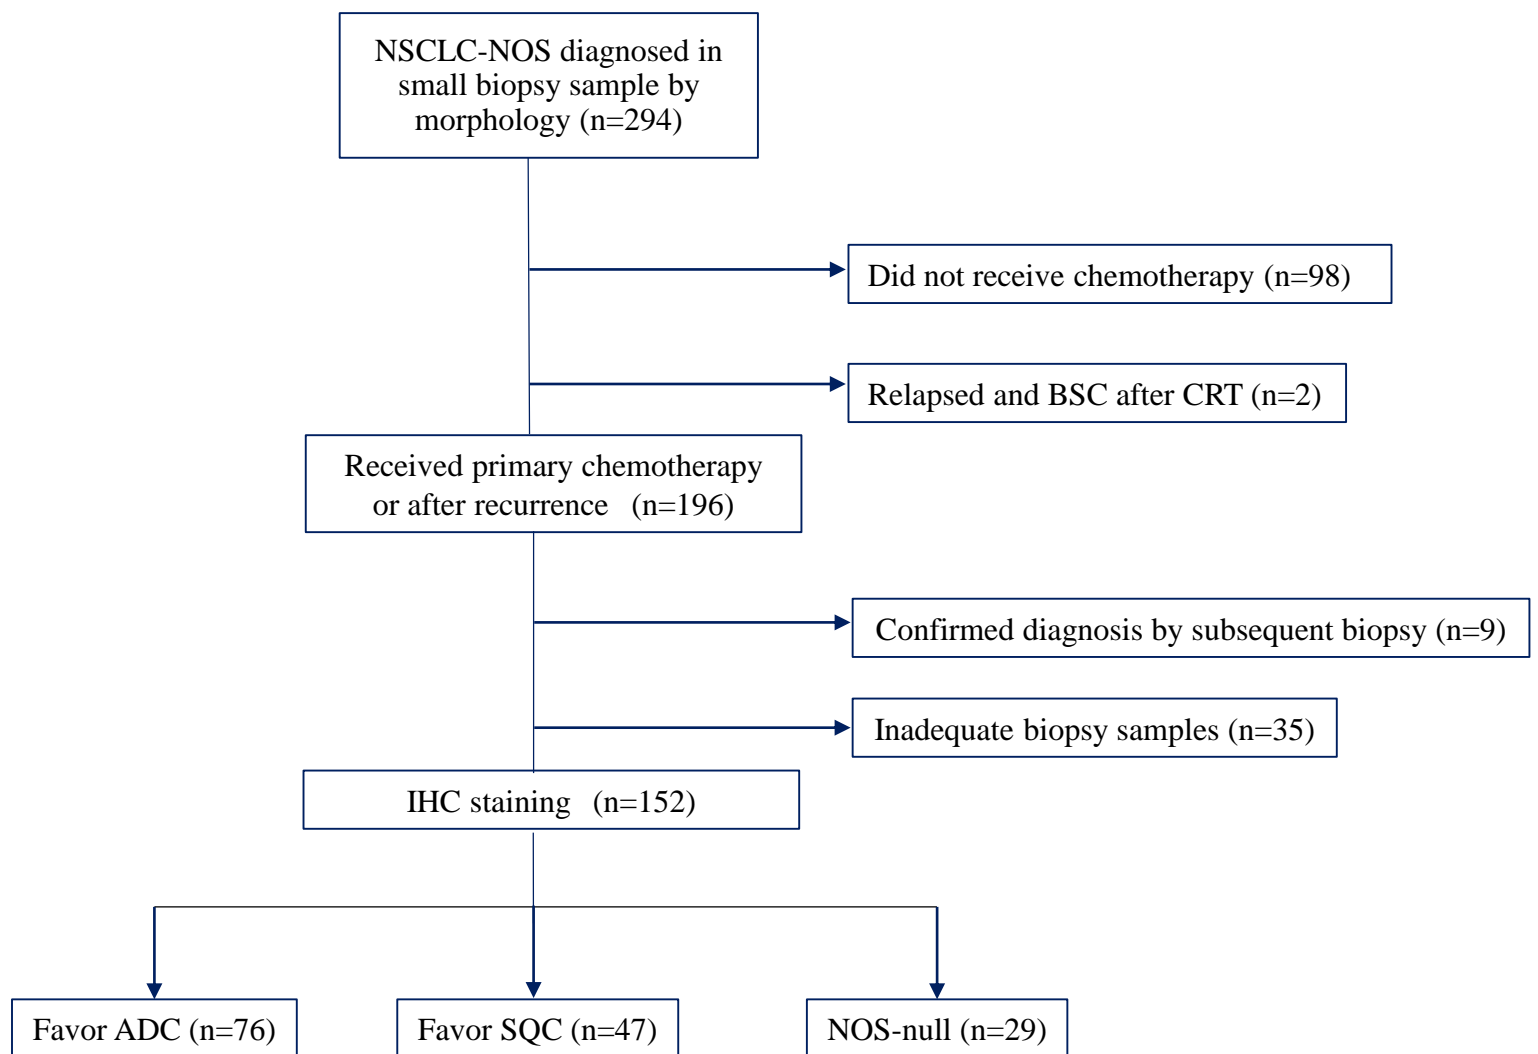 NSCLC-NOS diagnosed in
small biopsy sample by
morphology (n=294)
Did not receive chemotherapy (n=98)
Relapsed and BSC after CRT (n=2)
Received primary chemotherapy
or after recurrence (n=196)
Confirmed diagnosis by subsequent biopsy (n=9)
Inadequate biopsy samples (n=35)
IHC staining (n=152)
Favor ADC (n=76)
Favor SQC (n=47)
NOS-null (n=29)